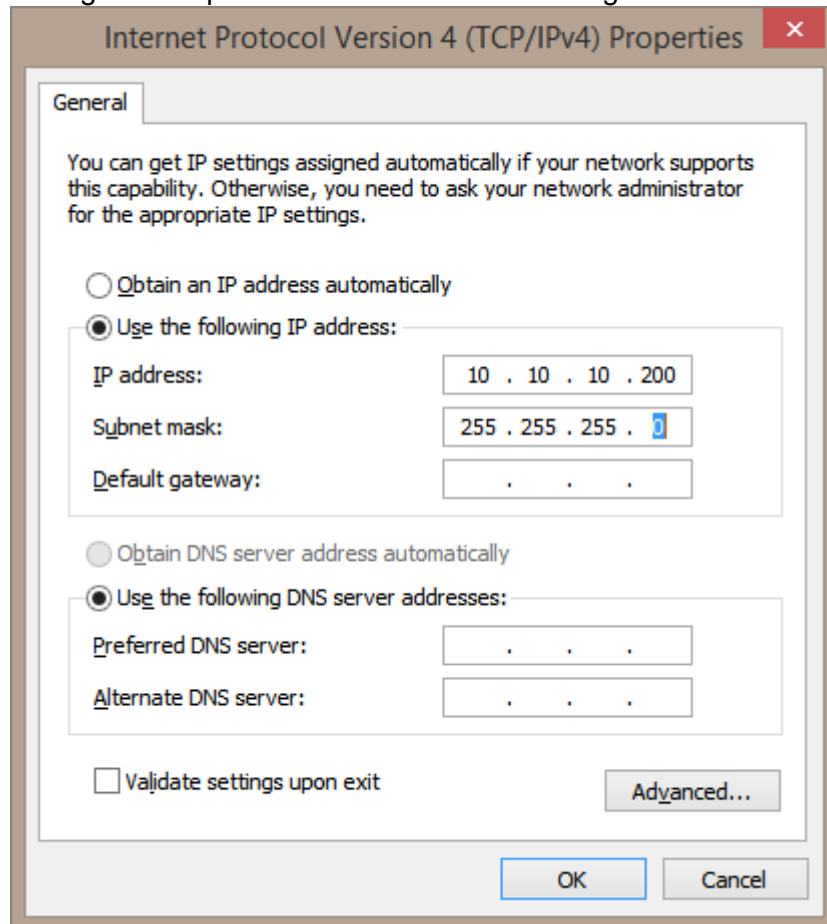 Internet Protocol Version 4 (TCP/IPv4) Properties
General
You can get IP settings assigned automatically if your network supports
this capability. Otherwise, you need to ask your network administrator
for the appropriate IP settings.
Obtain an IP address automatically
Use the following IP address:
IP address: 10 . 10 . 10 . 200
Subnet mask: 255 . 255 . 255 . 0
Default gateway: . . .
Obtain DNS server address automatically
Use the following DNS server addresses:
Preferred DNS server: . . .
Alternate DNS server: . . .
Validate settings upon exit
Advanced...
OK Cancel